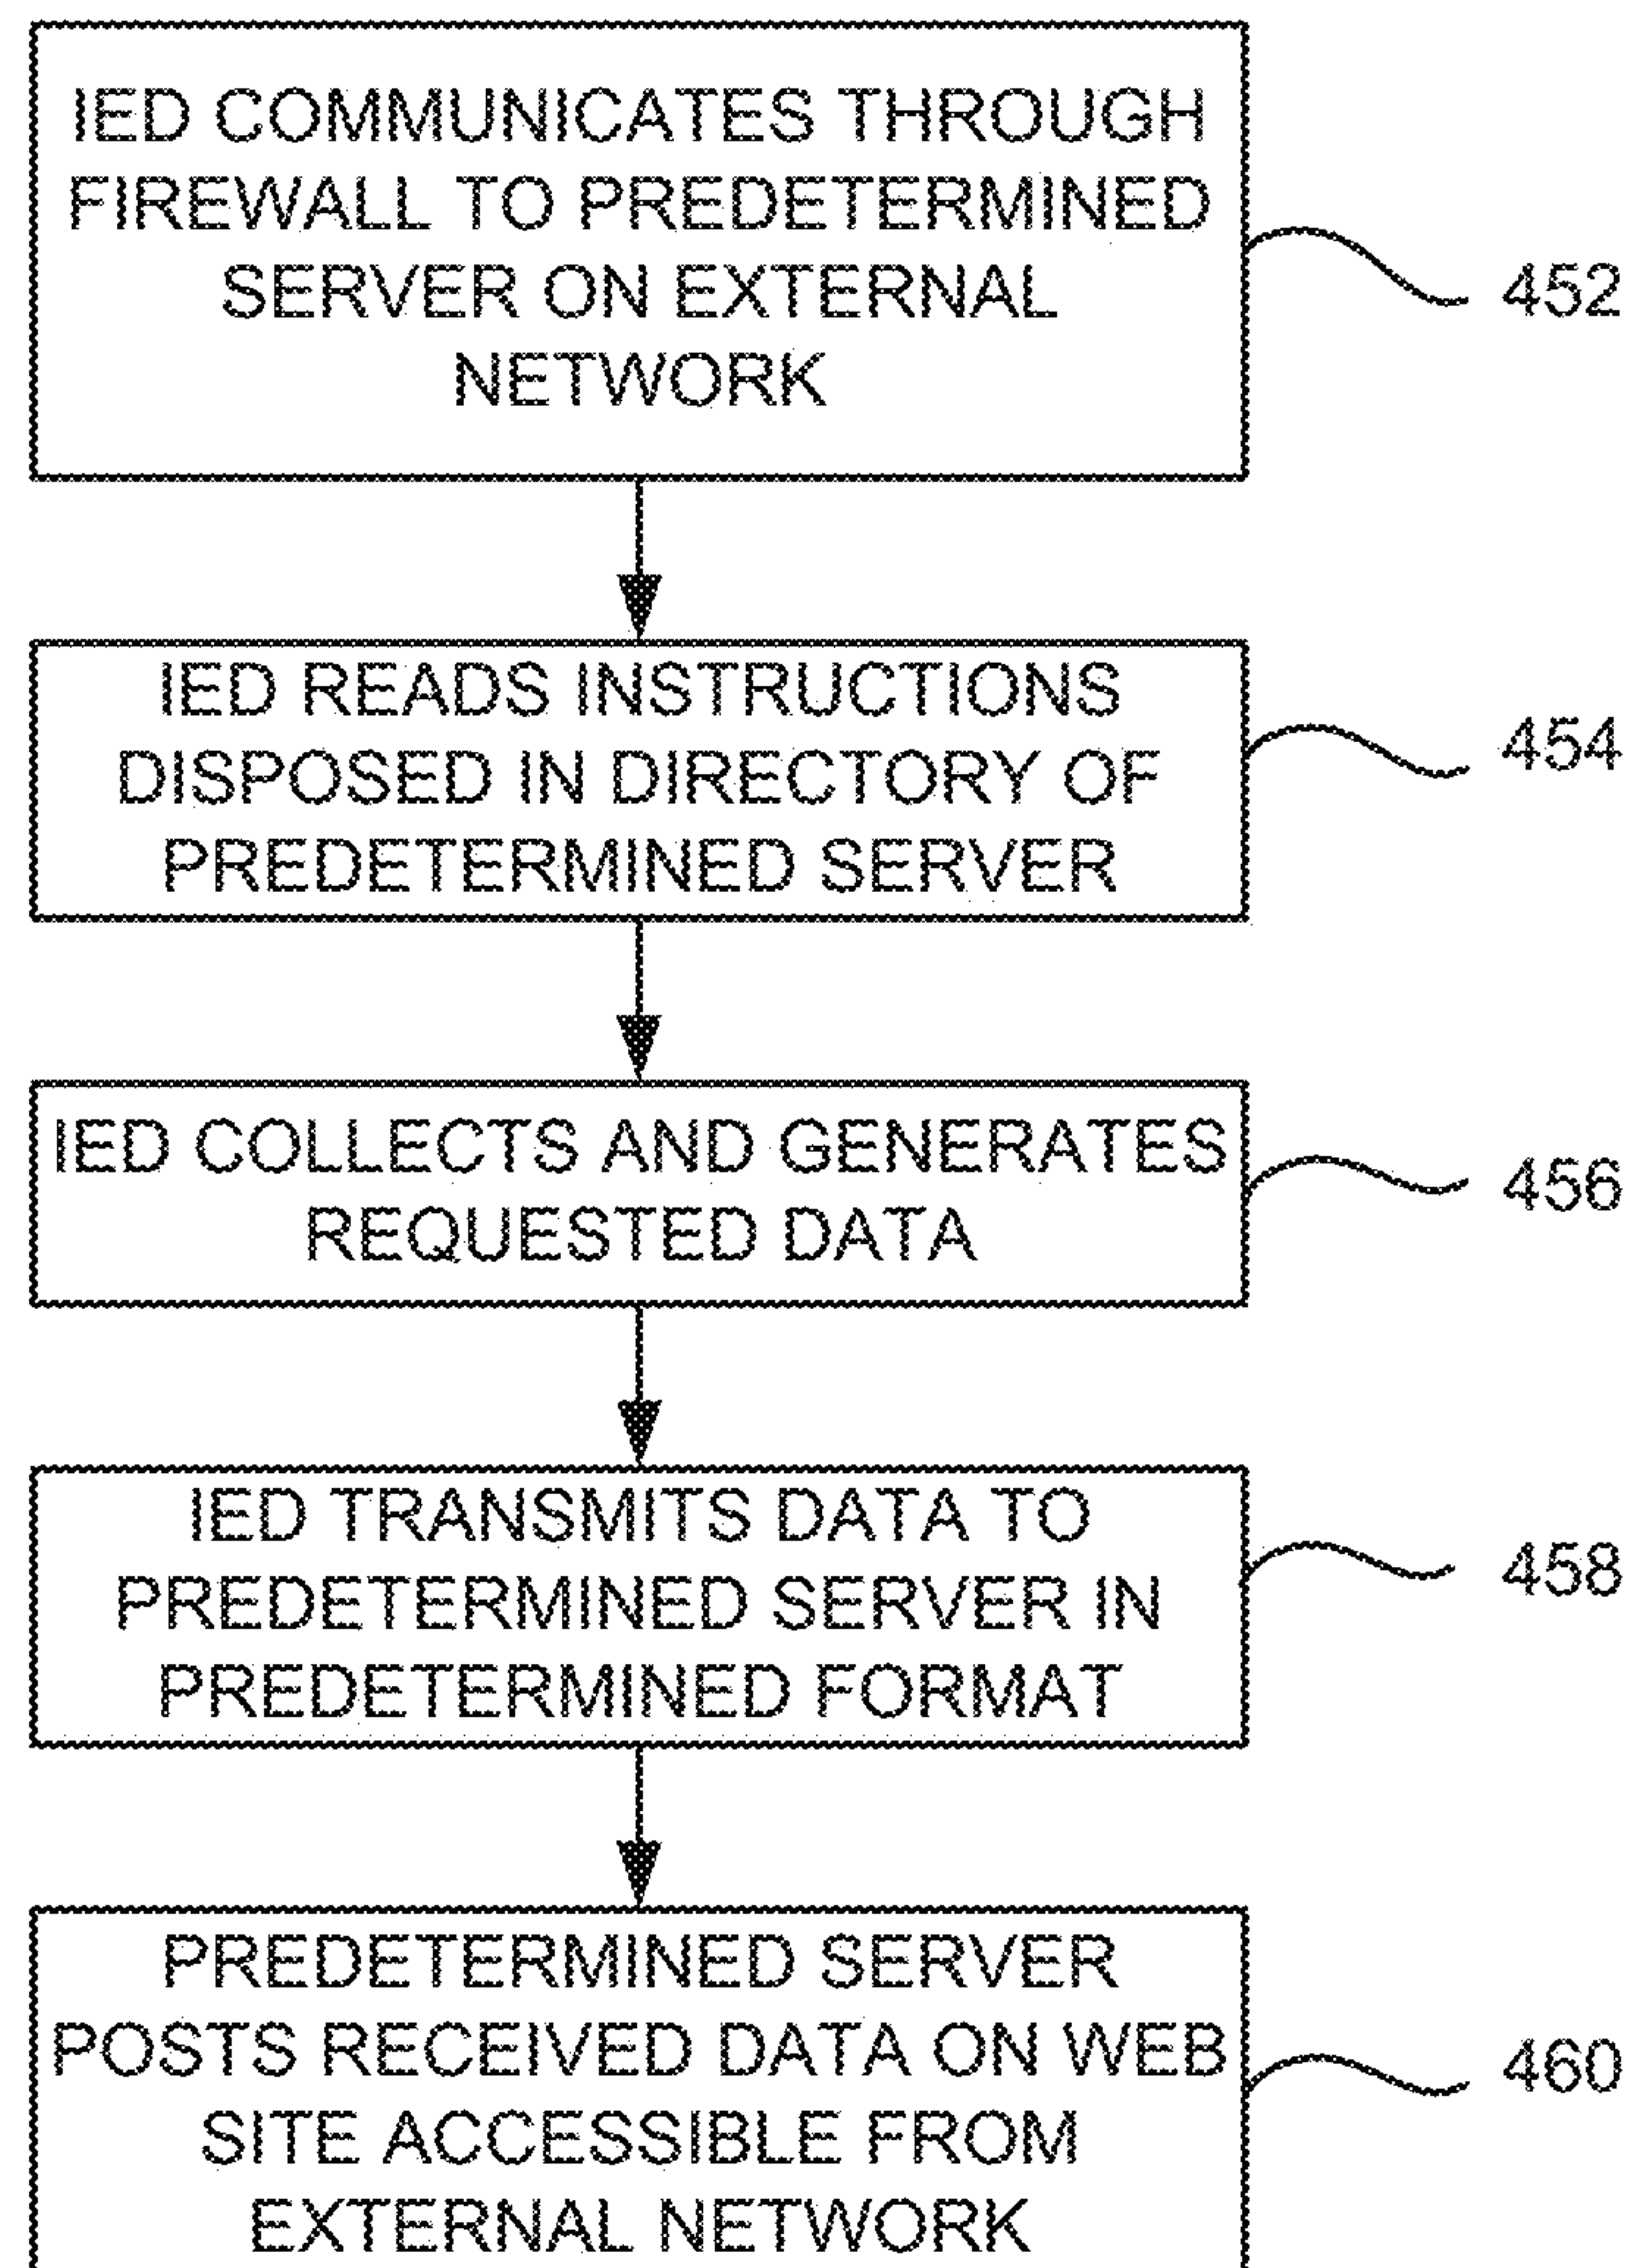 IED COMMUNICATES THROUGH
FIREWALL TO PREDETERMINED
SERVER ON EXTERNAL
NETWORK
452
IED READS INSTRUCTIONS
DISPOSED IN DIRECTORY OF
PREDETERMINED SERVER
454
IED COLLECTS AND GENERATES
REQUESTED DATA
456
IED TRANSMITS DATA TO
PREDETERMINED SERVER IN
PREDETERMINED FORMAT
458
PREDETERMINED SERVER
POSTS RECEIVED DATA ON WEB
SITE ACCESSIBLE FROM
EXTERNAL NETWORK
460